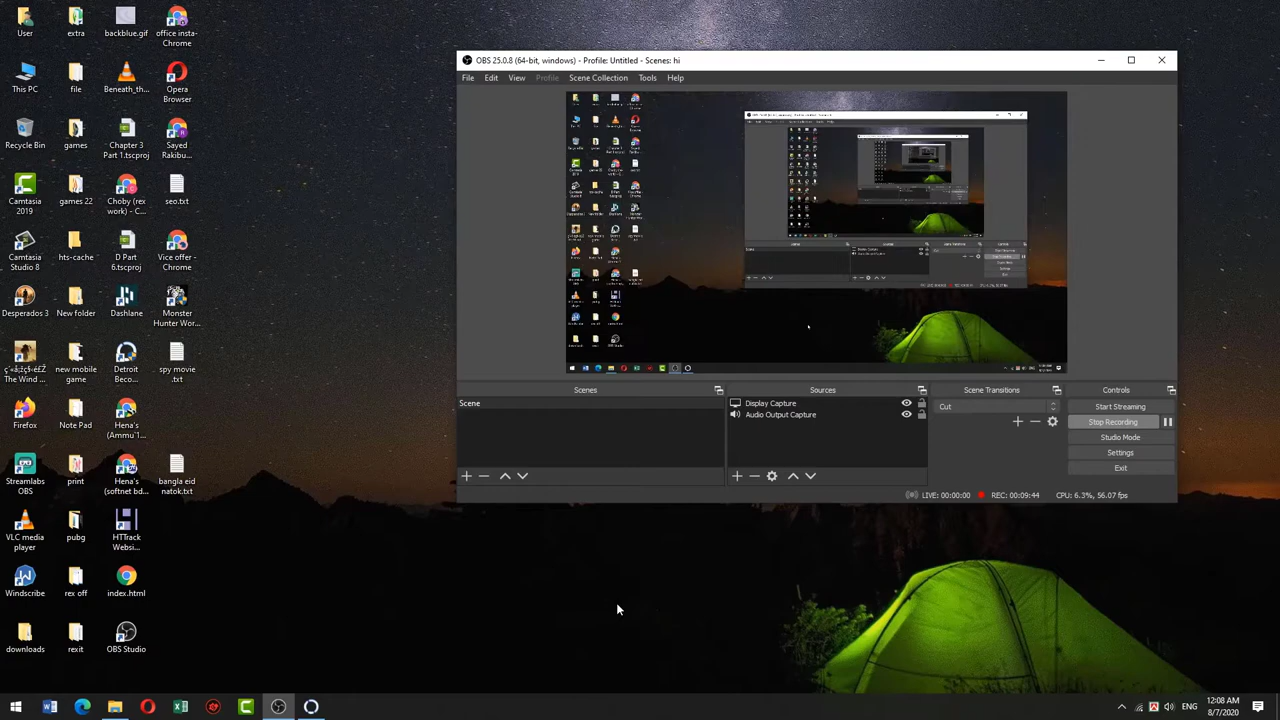 User
extra
backblue.gif
office insta-
Chrome
This PC
file
Beneath_th...
Opera
Browser
Recycle Bin
games
Chapter 3
Part 1.tscproj
Sayed
Rakibu...
Camtasia
2019
games 22
Choby (rex
work) - C...
seo.txt
Camtasia
Studio 8
hts-cache
D Part
6.tscproj
Vice offer -
Chrome
Desperados
New folder
Dashlane
Monster
Hunter Wor...
The Wind ...
new mobile
game
Detroit
Beco...
spy movie
.txt
Firefox
Note Pad
Hena's
(Ammu`1...
Streamlabs
OBS
print
Hena's
(softnet bd...
bangla eid
natok.txt
VLC media
player
pubg
HTTrack
Websi...
Windscribe
rex off
index.html
downloads
rexit
OBS Studio
OBS 25.0.8 (64-bit, windows) - Profile: Untitled - Scenes: hi
File Edit View Profile Scene Collection Tools Help
Scenes
Scene
Sources
Display Capture
Audio Output Capture
Scene Transitions
Cut
Controls
Start Streaming
Stop Recording
Studio Mode
Settings
Exit
LIVE: 00:00:00 REC: 00:09:44 CPU: 6.3%, 56.07 fps
ENG
12:08 AM
8/7/2020